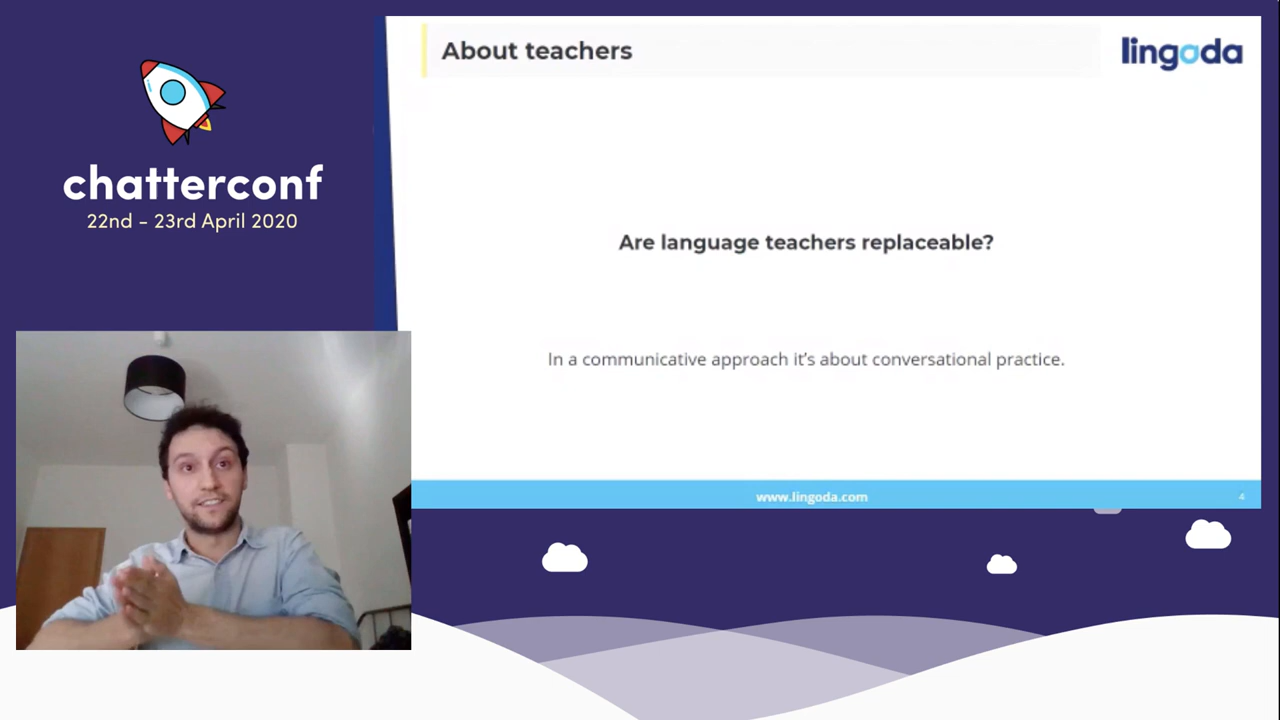 chatterconf
22nd - 23rd April 2020
About teachers
lingoda
Are language teachers replaceable?
In a communicative approach it's about conversational practice.
www.lingoda.com
4